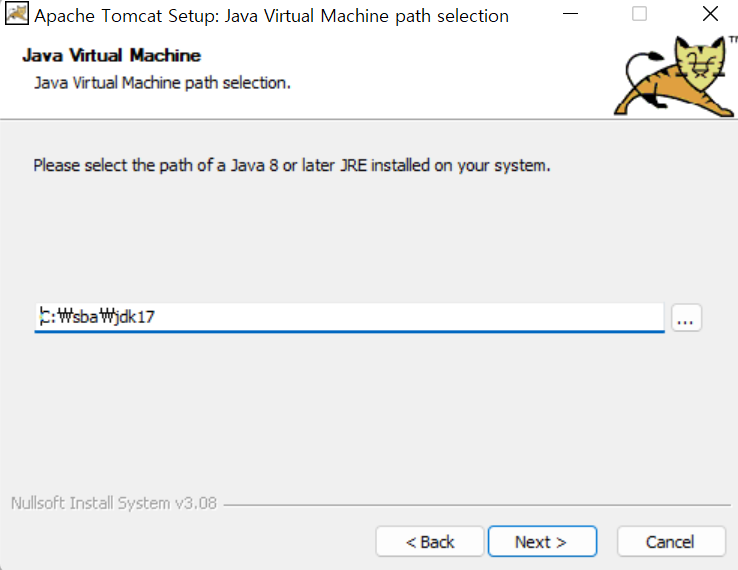 Apache Tomcat Setup: Java Virtual Machine path selection
TM
Java Virtual Machine
Java Virtual Machine path selection.
Please select the path of a Java 8 or later JRE installed on your system.
C:₩sba₩jdk17
...
Nullsoft Install System v3.08
< Back
Next >
Cancel